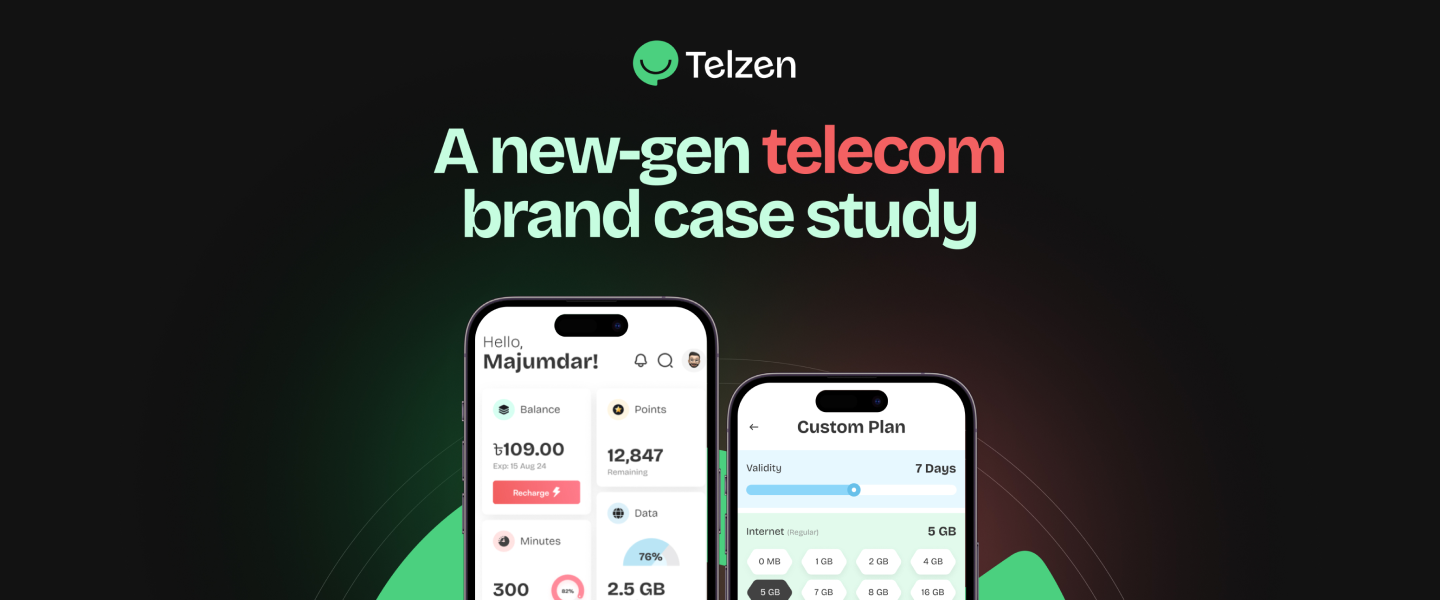 Telzen
A new-gen telecom
brand case study
Hello,
Majumdar!
Balance
৳109.00
Exp: 15 Aug 24
Recharge
Points
12,847
Remaining
Minutes
300
92%
Data
76%
2.5 GB
Custom Plan
Validity
7 Days
Internet (Regular)
5 GB
0 MB
1 GB
2 GB
4 GB
5 GB
7 GB
8 GB
16 GB